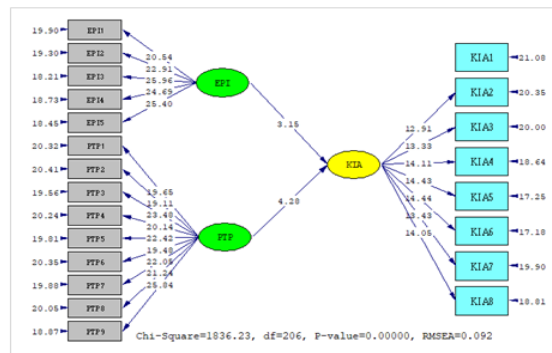 19.90 EPI1
19.30 EPI2
18.21 EPI3
18.73 EPI4
18.45 EPI5
20.32 PTP1
20.41 PTP2
19.56 PTP3
20.24 PTP4
19.81 PTP5
20.35 PTP6
19.88 PTP7
20.05 PTP8
18.87 PTP9
20.54
22.91
25.96
24.69
25.40
19.65
19.11
23.48
20.14
22.42
19.48
22.05
21.24
25.84
EPI
PTP
3.15
4.28
KIA
12.91
13.33
14.11
14.43
14.44
13.43
14.05
KIA1 21.08
KIA2 20.35
KIA3 20.00
KIA4 18.64
KIA5 17.25
KIA6 17.18
KIA7 19.90
KIA8 18.81
Chi-Square=1836.23, df=206, P-value=0.00000, RMSEA=0.092